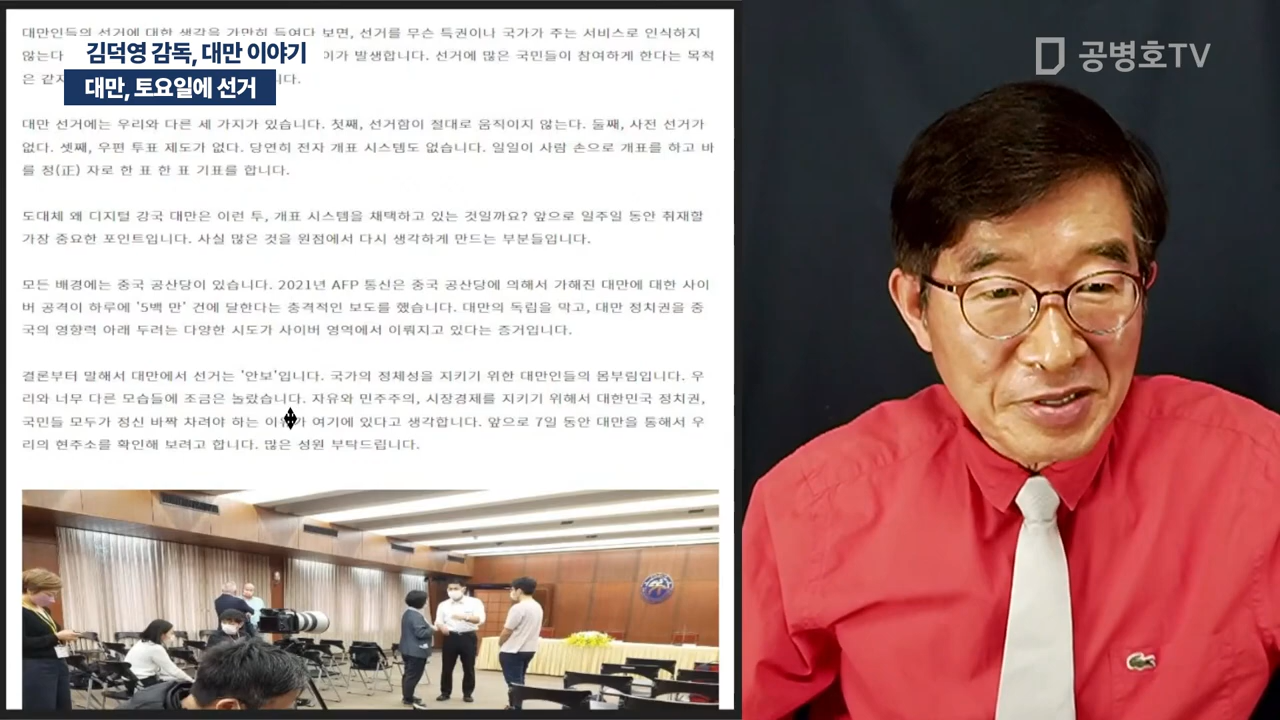 대만인들의 선거에 대한 생각을 가만히 들여다 보면, 선거를 무슨 특권이나 국가가 주는 서비스로 인식하지
않는다
이가 발생합니다. 선거에 많은 국민들이 참여하게 한다는 목적
은 같지
니다.
김덕영 감독, 대만 이야기
대만, 토요일에 선거
공병호TV
대만 선거에는 우리와 다른 세 가지가 있습니다. 첫째, 선거함이 절대로 움직이지 않는다. 둘째, 사전 선거가
없다. 셋째, 우편 투표 제도가 없다. 당연히 전자 개표 시스템도 없습니다. 일일이 사람 손으로 개표를 하고 바
를 정(正) 자로 한 표 한 표 기표를 합니다.
도대체 왜 디지털 강국 대만은 이런 투, 개표 시스템을 채택하고 있는 것일까요? 앞으로 일주일 동안 취재할
가장 중요한 포인트입니다. 사실 많은 것을 원점에서 다시 생각하게 만드는 부분들입니다.
모든 배경에는 중국 공산당이 있습니다. 2021년 AFP 통신은 중국 공산당에 의해서 가해진 대만에 대한 사이
버 공격이 하루에 '5백 만' 건에 달한다는 충격적인 보도를 했습니다. 대만의 독립을 막고, 대만 정치권을 중
국의 영향력 아래 두려는 다양한 시도가 사이버 영역에서 이뤄지고 있다는 증거입니다.
결론부터 말해서 대만에서 선거는 '안보'입니다. 국가의 정체성을 지키기 위한 대만인들의 몸부림입니다. 우
리와 너무 다른 모습들에 조금은 놀랐습니다. 자유와 민주주의, 시장경제를 지키기 위해서 대한민국 정치권,
국민들 모두가 정신 바짝 차려야 하는 이유가 여기에 있다고 생각합니다. 앞으로 7일 동안 대만을 통해서 우
리의 현주소를 확인해 보려고 합니다. 많은 성원 부탁드립니다.